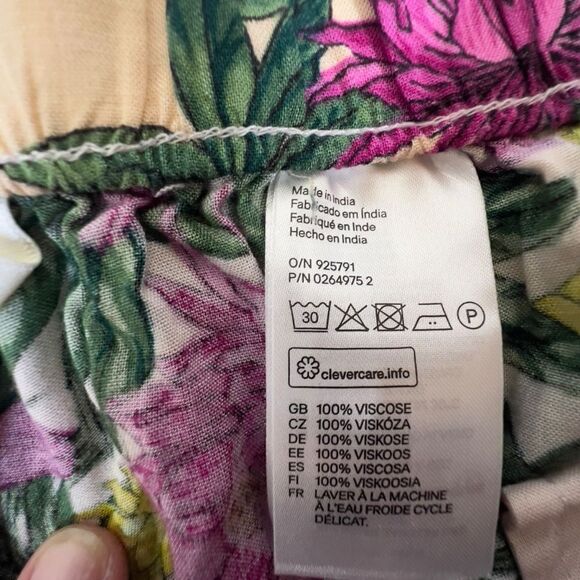 Made in India
Fabricado em Índia
Fabriqué en Inde
Hecho en India
O/N 925791
P/N 0264975 2
30 P
clevercare.info
GB 100% VISCOSE
CZ 100% VISKÓZA
DE 100% VISKOSE
EE 100% VISKOOS
ES 100% VISCOSA
FI 100% VISKOOSIA
FR LAVER À LA MACHINE
À L'EAU FROIDE CYCLE
DÉLICAT.